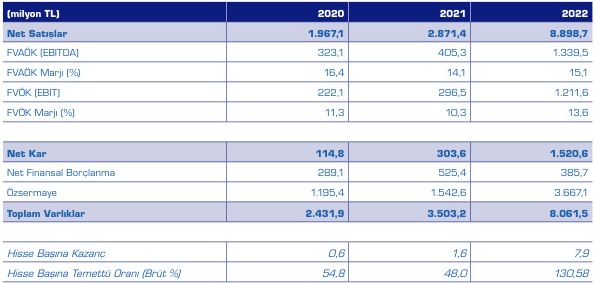 (milyon TL) 2020 2021 2022
Net Satışlar 1.967,1 2.871,4 8.898,7
FVAÖK (EBITDA) 323,1 405,3 1.339,5
FVAÖK Marjı (%) 16,4 14,1 15,1
FVÖK (EBIT) 222,1 296,5 1.211,6
FVÖK Marjı (%) 11,3 10,3 13,6
Net Kar 114,8 303,6 1.520,6
Net Finansal Borçlanma 289,1 525,4 385,7
Özsermaye 1.195,4 1.542,6 3.667,1
Toplam Varlıklar 2.431,9 3.503,2 8.061,5
Hisse Başına Kazanç 0,6 1,6 7,9
Hisse Başına Temettü Oranı (Brüt %) 54,8 48,0 130,58